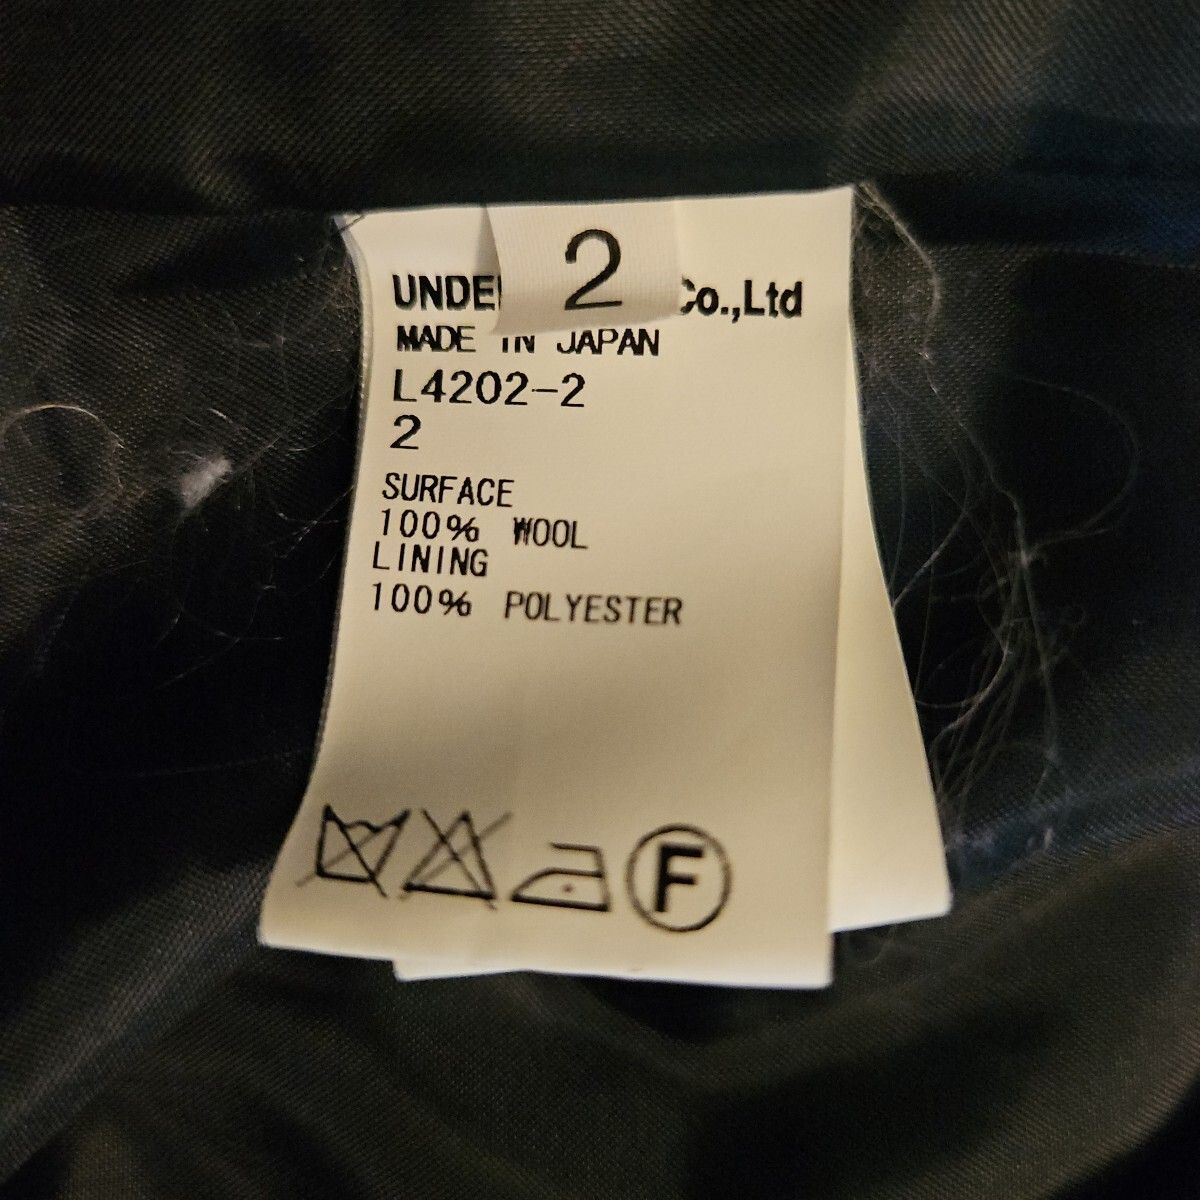 2
UNDE Co.,Ltd
MADE IN JAPAN
L4202-2
2
SURFACE
100% WOOL
LINING
100% POLYESTER
F